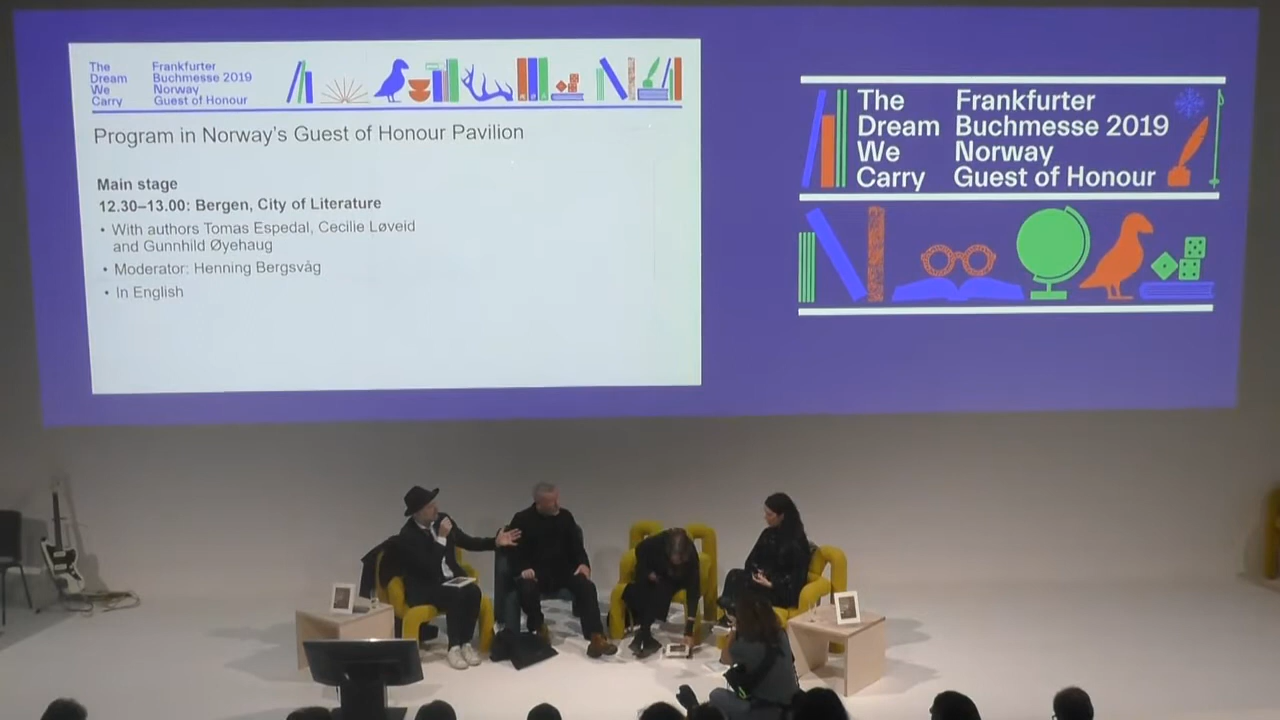 The
Dream
We
Carry
Frankfurter
Buchmesse 2019
Norway
Guest of Honour
Program in Norway's Guest of Honour Pavilion
Main stage
12.30–13.00: Bergen, City of Literature
• With authors Tomas Espedal, Cecilie Løveid
and Gunnhild Øyehaug
• Moderator: Henning Bergsvåg
• In English
The
Dream
We
Carry
Frankfurter
Buchmesse 2019
Norway
Guest of Honour